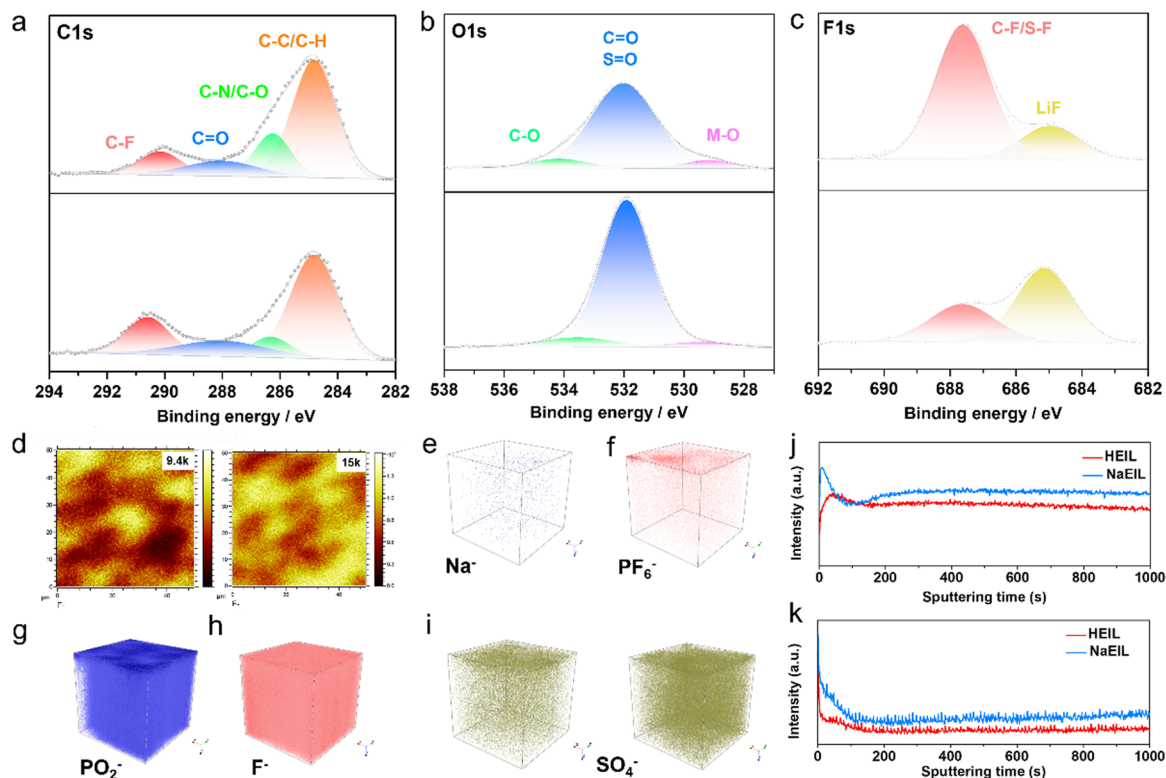 a
C1s
C-C/C-H
C-N/C-O
C-F
C=O
294 292 290 288 286 284 282
Binding energy / eV
b
O1s
C=O
S=O
C-O
M-O
536 534 532 530 528
Binding energy / eV
c
F1s
C-F/S-F
LiF
692 690 688 686 684 682
Binding energy / eV
d
9.4k
15k
µm
F-
e
Na-
f
PF6-
g
PO2-
h
F-
i
SO4-
j
HEIL
NaEIL
Intensity (a.u.)
0 200 400 600 800 1000
Sputtering time (s)
k
HEIL
NaEIL
Intensity (a.u.)
0 200 400 600 800 1000
Sputtering time (s)